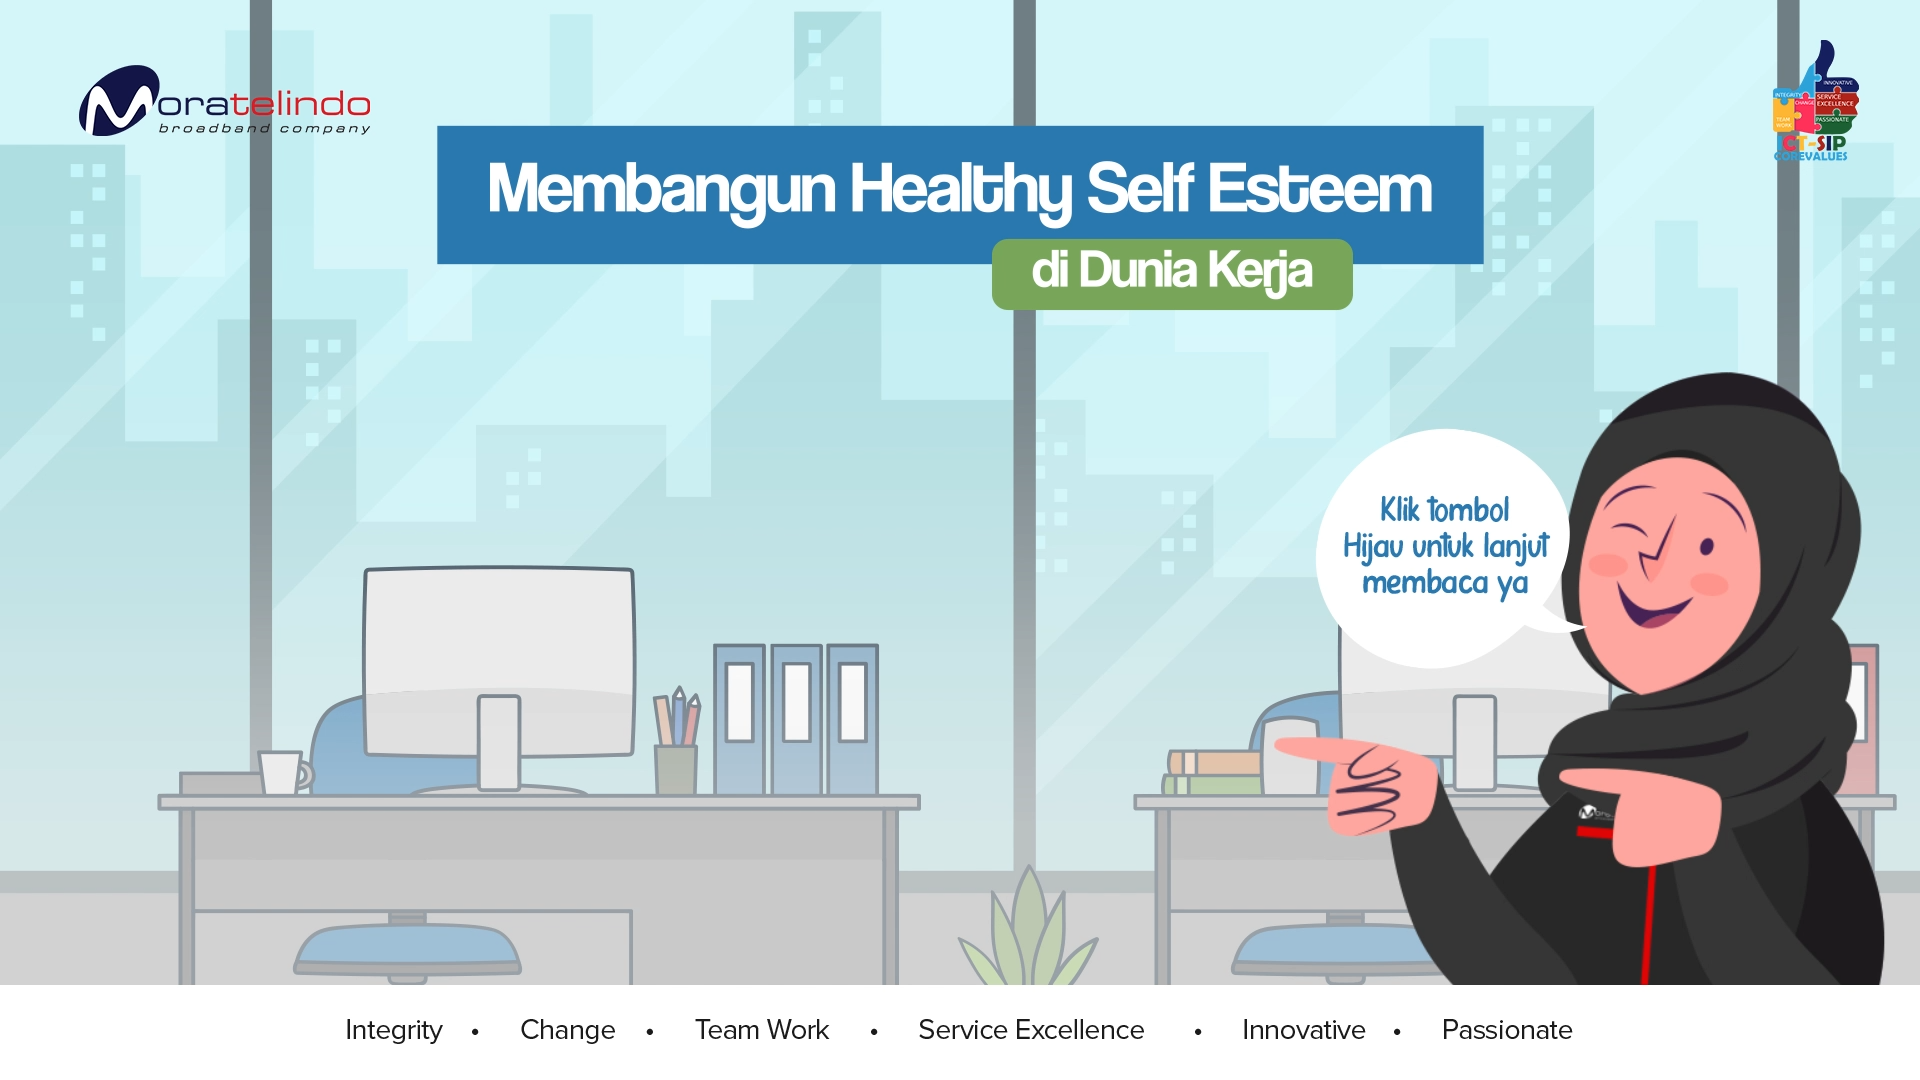 Moratelindo
broadband company
INNOVATIVE
INTEGRITY
CHANGE
SERVICE
EXCELLENCE
TEAM
WORK
PASSIONATE
ICT-SIP
COREVALUES
Membangun Healthy Self Esteem
di Dunia Kerja
Klik tombol
Hijau untuk lanjut
membaca ya
Integrity • Change • Team Work • Service Excellence • Innovative • Passionate